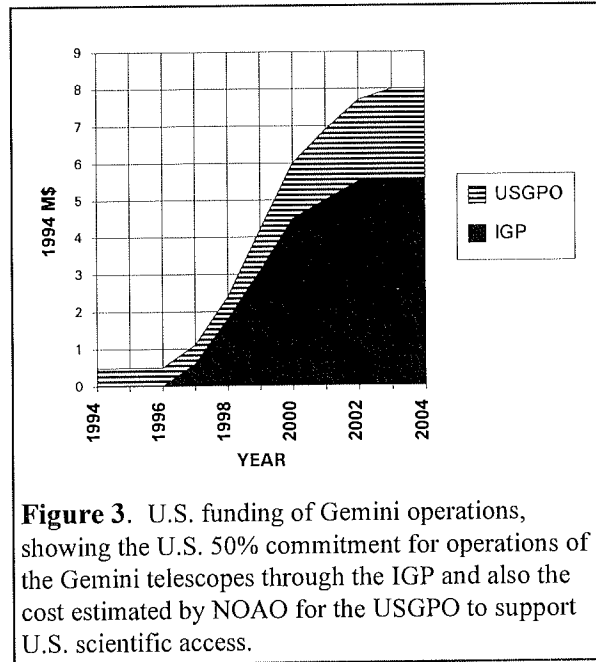 9
8
7
6
5
4
3
2
1
0
1994 M$
1994
1996
1998
2000
2002
2004
YEAR
USGPO
IGP
Figure 3. U.S. funding of Gemini operations,
showing the U.S. 50% commitment for operations of
the Gemini telescopes through the IGP and also the
cost estimated by NOAO for the USGPO to support
U.S. scientific access.